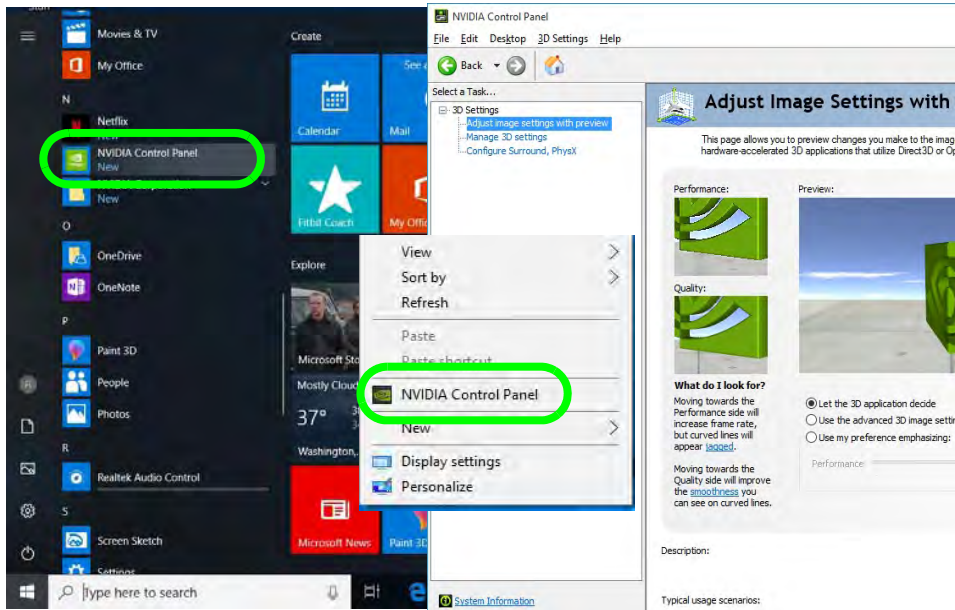 Movies & TV
My Office
N
Netflix
NVIDIA Control Panel
New
New
O
OneDrive
OneNote
P
Paint 3D
People
Photos
R
Realtek Audio Control
S
Screen Sketch
Settings
Type here to search
Create
See
Calendar
Mail
Fitbit Coach
My Offi
Explore
Microsoft Sto
Mostly Cloud
37°
Washington,
Microsoft News
Paint 3D
View
Sort by
Refresh
Paste
Paste shortcut
NVIDIA Control Panel
New
Display settings
Personalize
NVIDIA Control Panel
File Edit Desktop 3D Settings Help
Back
Select a Task...
3D Settings
Adjust image settings with preview
Manage 3D settings
Configure Surround, PhysX
System Information
Adjust Image Settings with
This page allows you to preview changes you make to the imag
hardware-accelerated 3D applications that utilize Direct3D or Op
Performance:
Preview:
Quality:
What do I look for?
Moving towards the
Performance side will
increase frame rate,
but curved lines will
appear jagged.
Moving towards the
Quality side will improve
the smoothness you
can see on curved lines.
Let the 3D application decide
Use the advanced 3D image settin
Use my preference emphasizing:
Performance
Description:
Typical usage scenarios: